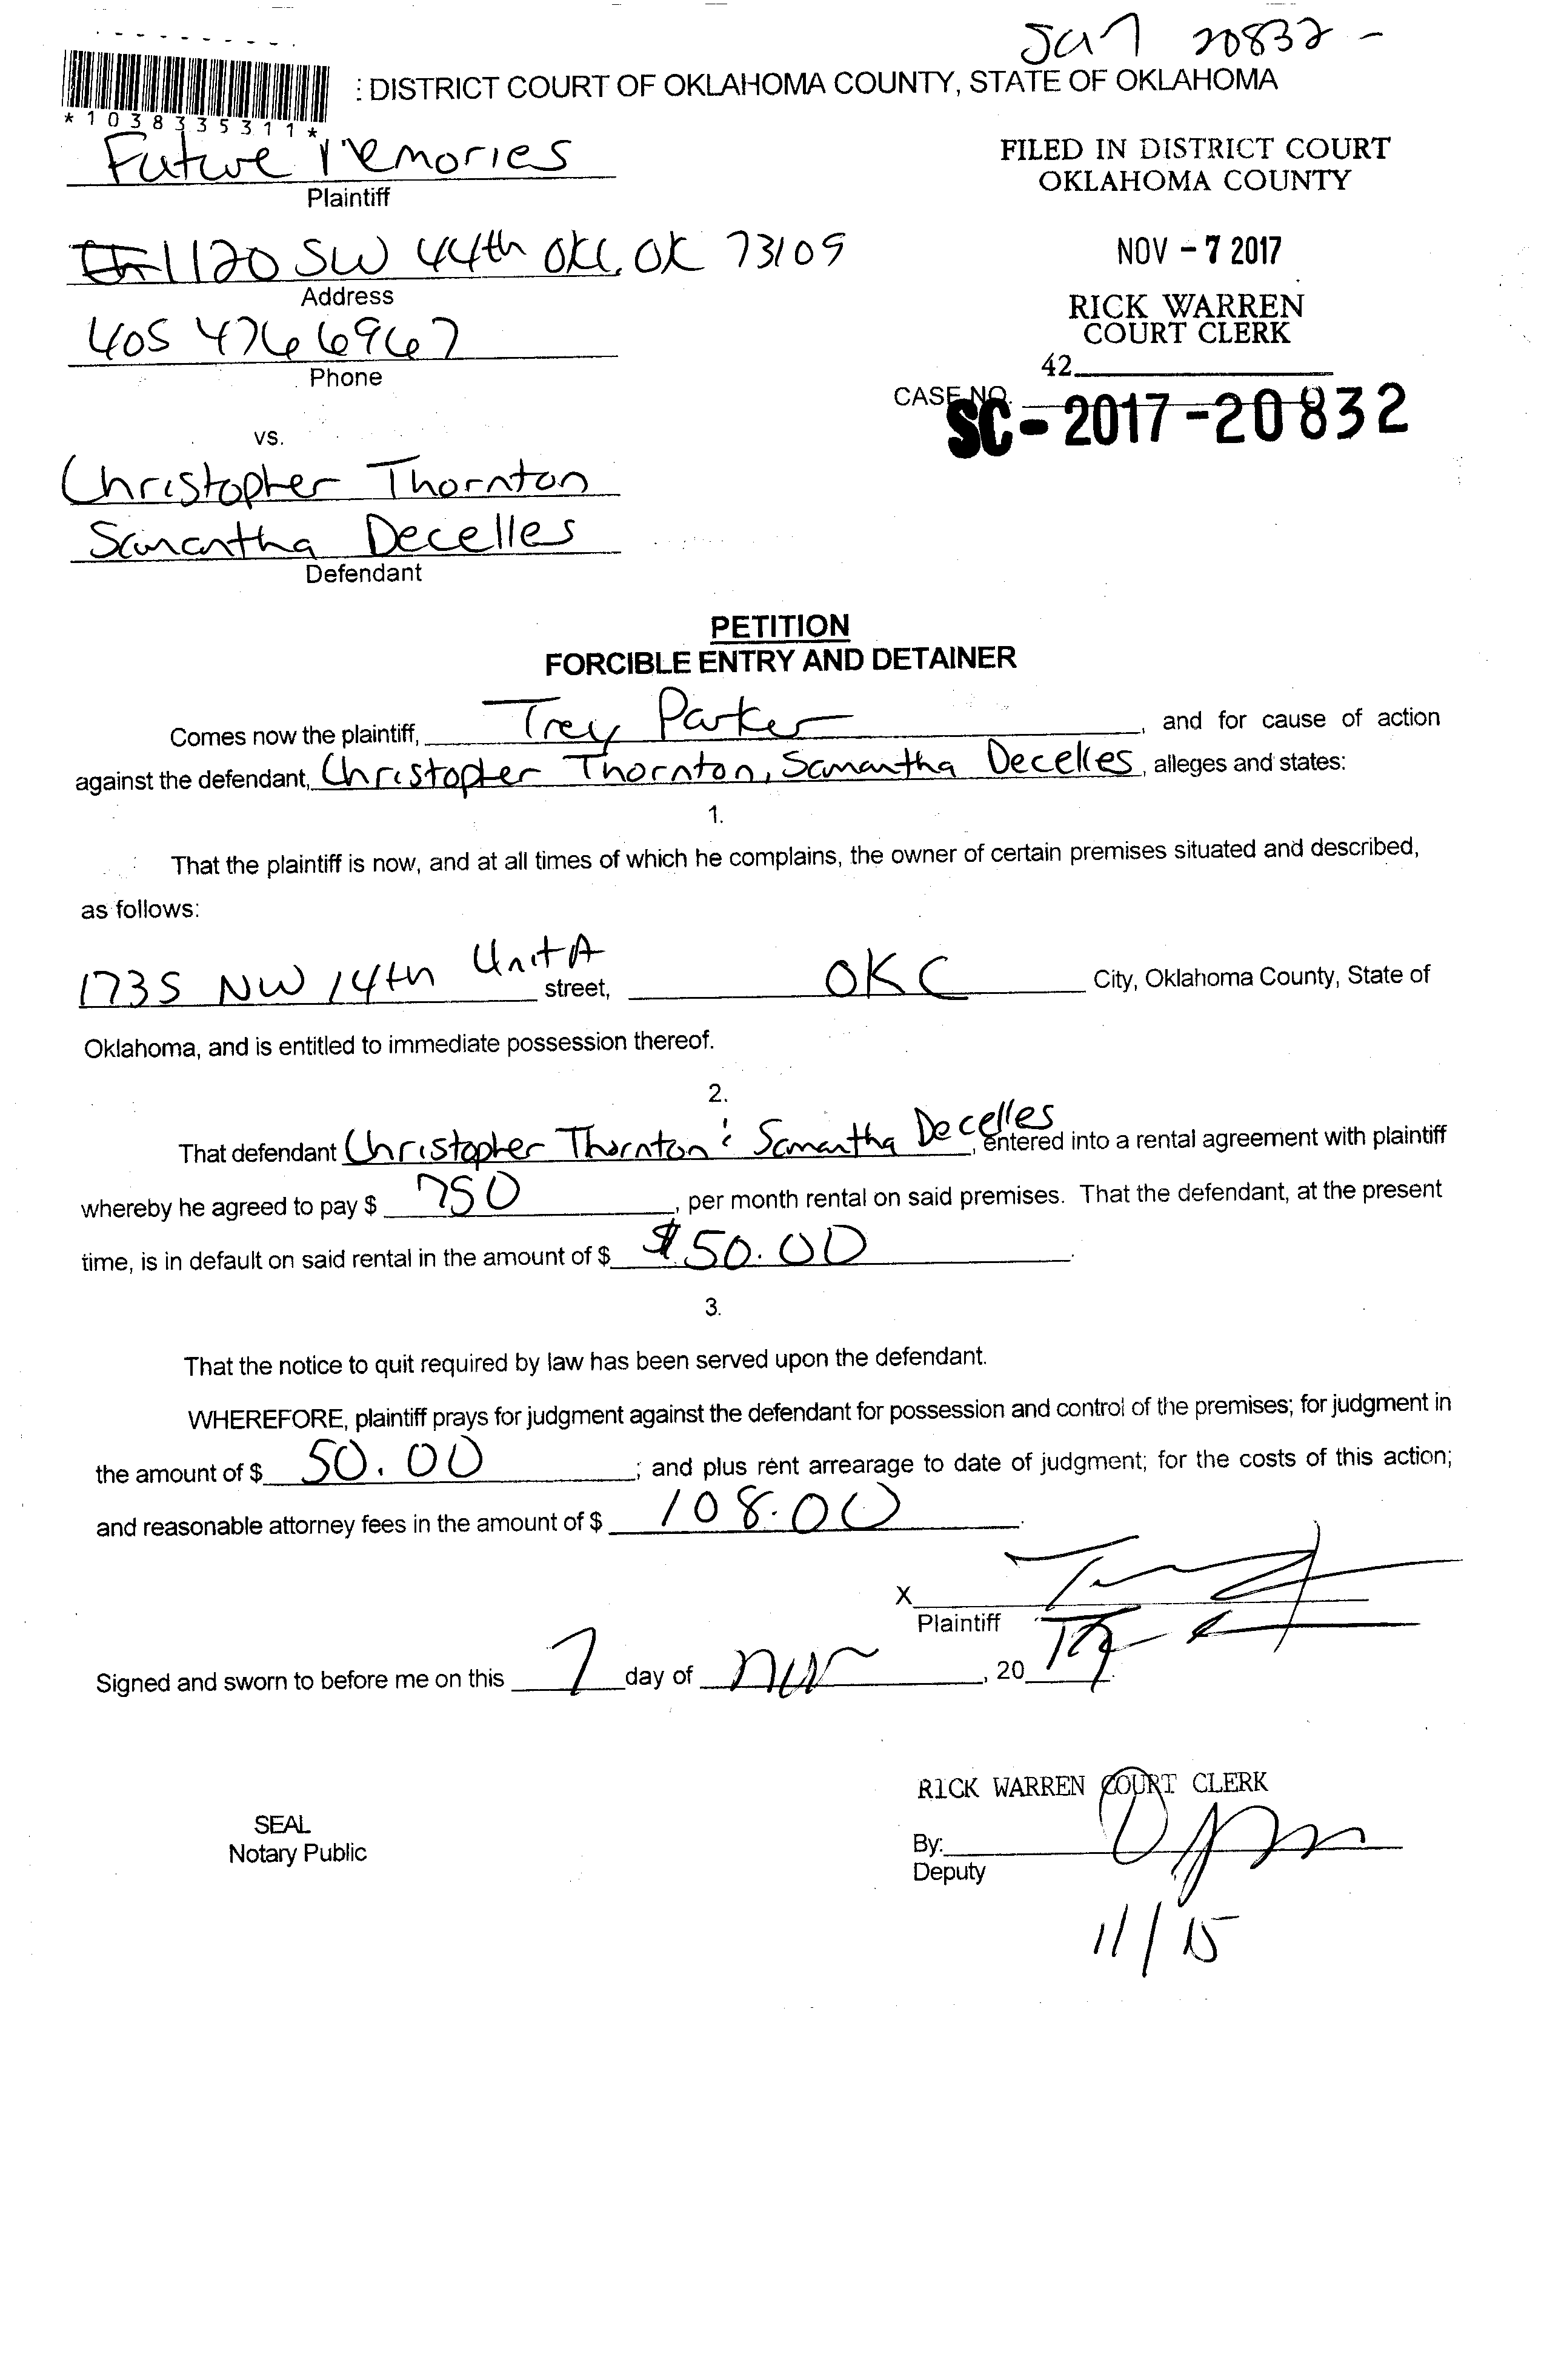 SC17 20832 -
: DISTRICT COURT OF OKLAHOMA COUNTY, STATE OF OKLAHOMA
*1038335311*
Future Memories
Plaintiff
FILED IN DISTRICT COURT
OKLAHOMA COUNTY
1120 SW 44th OKC, OK 73109
Address
NOV - 7 2017
405 476 6967
Phone
RICK WARREN
COURT CLERK
42
CASE NO.
SC - 2017 - 20832
vs.
Christopher Thornton
Samantha Decelles
Defendant
PETITION
FORCIBLE ENTRY AND DETAINER
Comes now the plaintiff, Trey Parker, and for cause of action
against the defendant, Christopher Thornton, Samantha Decelles, alleges and states:
1.
That the plaintiff is now, and at all times of which he complains, the owner of certain premises situated and described,
as follows:
1735 NW 14th Unit A street, OKC City, Oklahoma County, State of
Oklahoma, and is entitled to immediate possession thereof.
2.
That defendant Christopher Thornton & Samantha Decelles, entered into a rental agreement with plaintiff
whereby he agreed to pay $ 750, per month rental on said premises. That the defendant, at the present
time, is in default on said rental in the amount of $ $50.00.
3.
That the notice to quit required by law has been served upon the defendant.
WHEREFORE, plaintiff prays for judgment against the defendant for possession and control of the premises; for judgment in
the amount of $ 50.00; and plus rent arrearage to date of judgment; for the costs of this action;
and reasonable attorney fees in the amount of $ 108.00.
X
Plaintiff
Signed and sworn to before me on this 7 day of nov, 20 17.
RICK WARREN COURT CLERK
SEAL
Notary Public
By:
Deputy
11/15